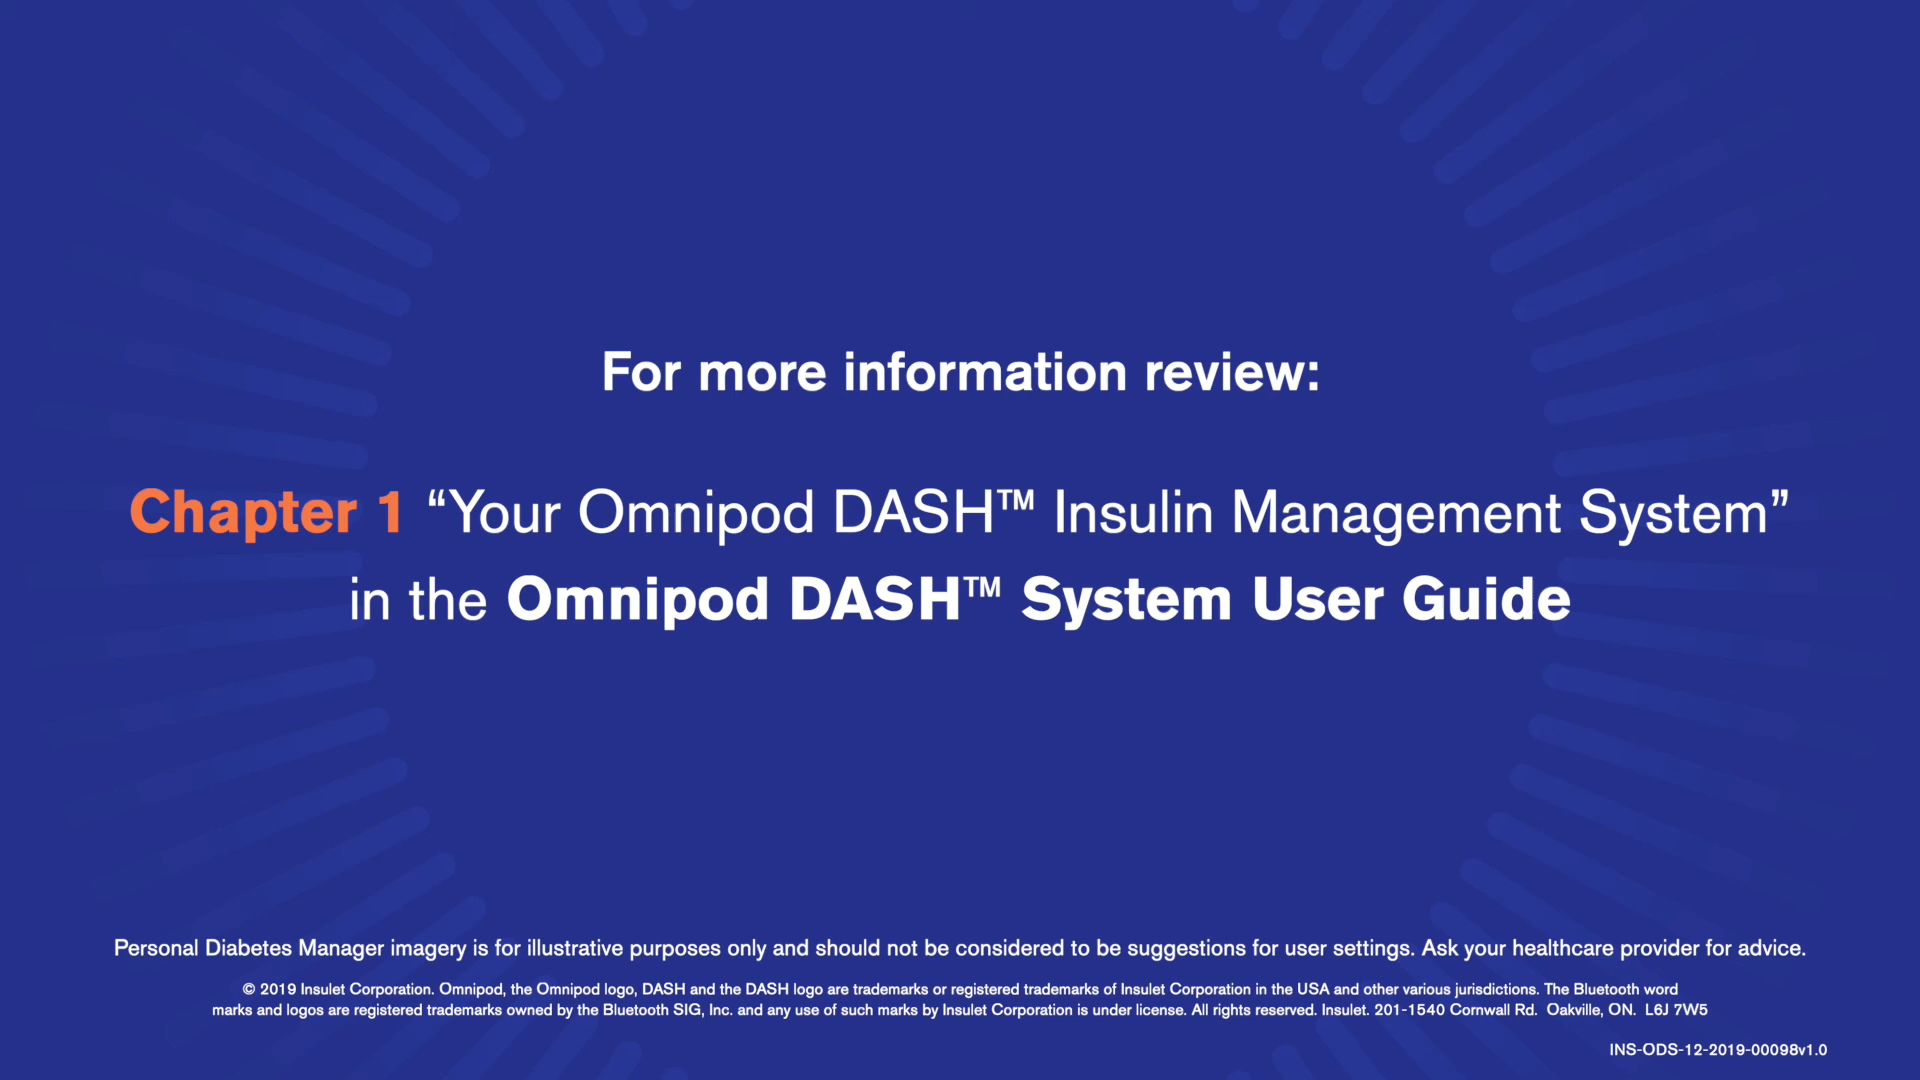 For more information review:
Chapter 1 “Your Omnipod DASH™ Insulin Management System”
in the Omnipod DASH™ System User Guide
Personal Diabetes Manager imagery is for illustrative purposes only and should not be considered to be suggestions for user settings. Ask your healthcare provider for advice.
© 2019 Insulet Corporation. Omnipod, the Omnipod logo, DASH and the DASH logo are trademarks or registered trademarks of Insulet Corporation in the USA and other various jurisdictions. The Bluetooth word
marks and logos are registered trademarks owned by the Bluetooth SIG, Inc. and any use of such marks by Insulet Corporation is under license. All rights reserved. Insulet. 201-1540 Cornwall Rd. Oakville, ON. L6J 7W5
INS-ODS-12-2019-00098v1.0